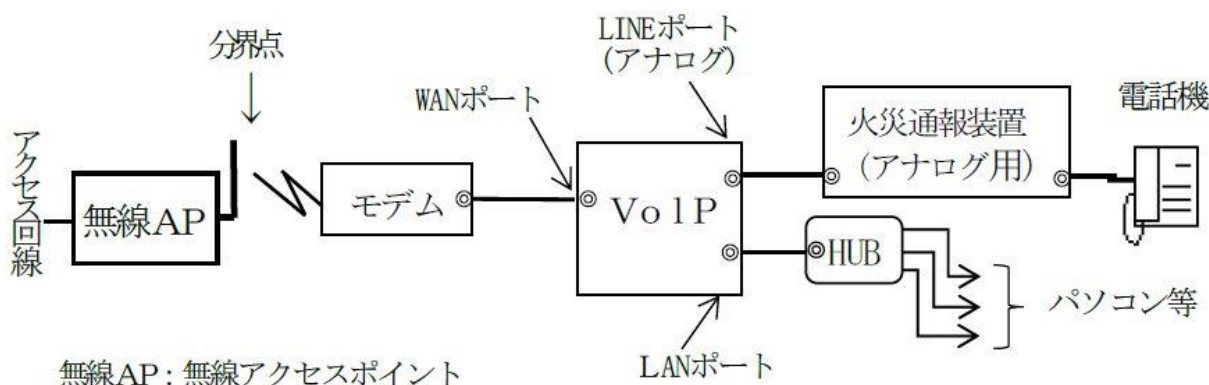 分界点
↓
LINEポート
(アナログ)
WANポート
電話機
火災通報装置
(アナログ用)
アクセス回線
無線AP
モデム
VoIP
HUB
パソコン等
LANポート
無線AP：無線アクセスポイント